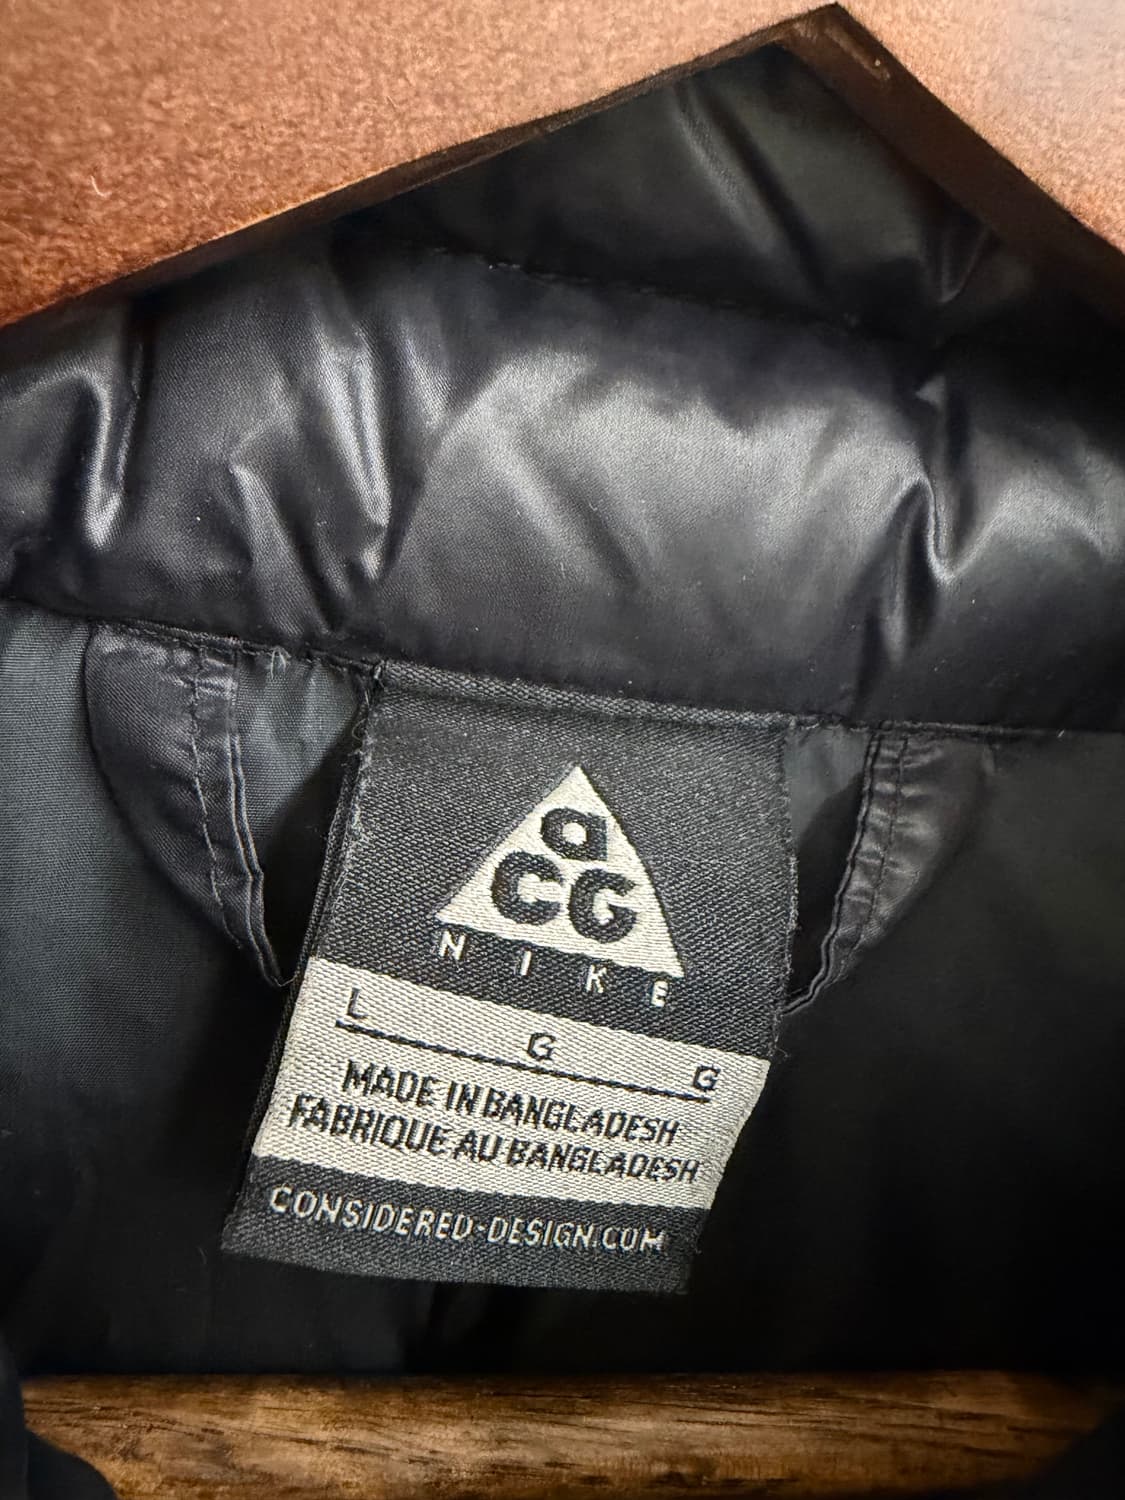 aCG
NIKE
L G G
MADE IN BANGLADESH
FABRIQUE AU BANGLADESH
CONSIDERED-DESIGN.COM